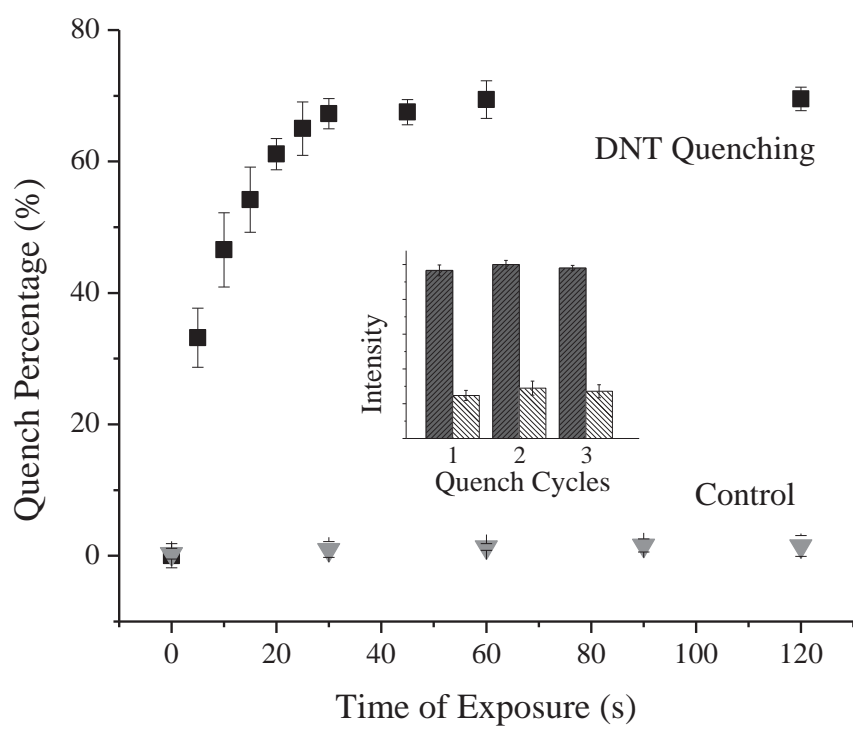 80
60
40
20
0
Quench Percentage (%)
DNT Quenching
Intensity
1 2 3
Quench Cycles
Control
0 20 40 60 80 100 120
Time of Exposure (s)